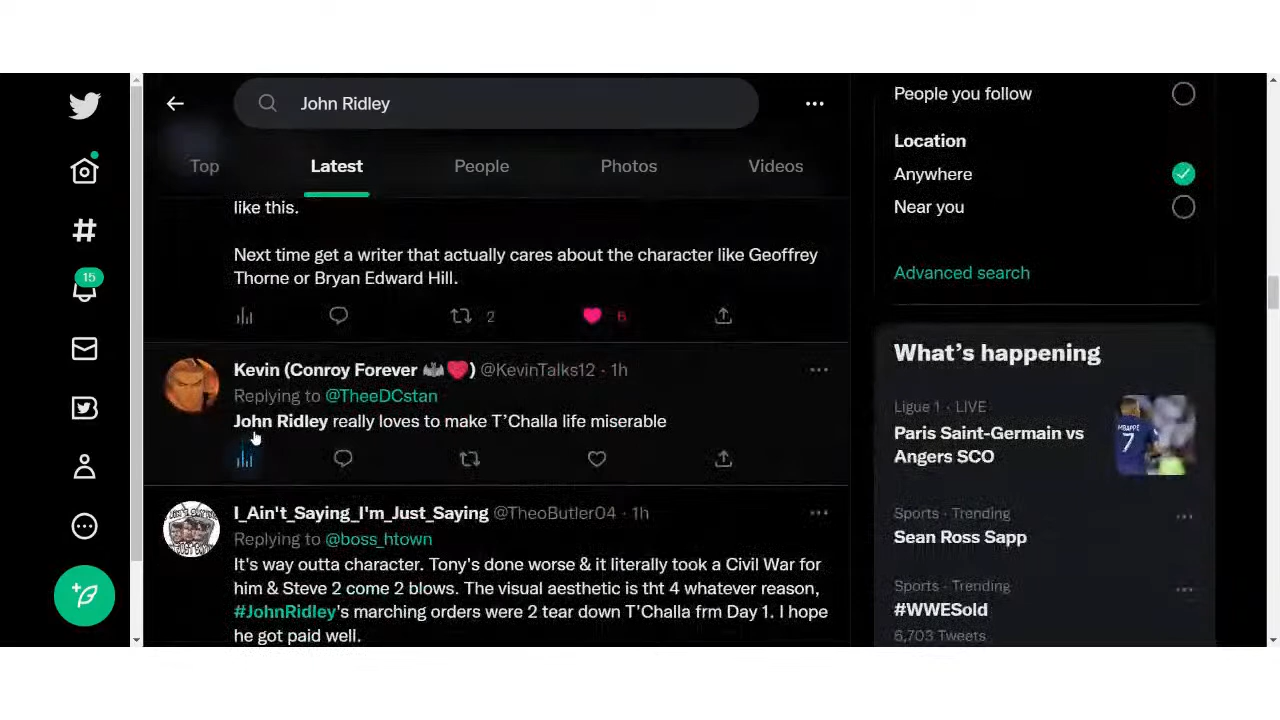 John Ridley
Top
Latest
People
Photos
Videos
like this.
Next time get a writer that actually cares about the character like Geoffrey
Thorne or Bryan Edward Hill.
2
6
Kevin (Conroy Forever 🦇❤️) @KevinTalks12 · 1h
Replying to @TheeDCstan
John Ridley really loves to make T’Challa life miserable
I_Ain't_Saying_I'm_Just_Saying @TheoButler04 · 1h
Replying to @boss_htown
It's way outta character. Tony's done worse & it literally took a Civil War for
him & Steve 2 come 2 blows. The visual aesthetic is tht 4 whatever reason,
#JohnRidley's marching orders were 2 tear down T'Challa frm Day 1. I hope
he got paid well.
15
People you follow
Location
Anywhere
Near you
Advanced search
What’s happening
Ligue 1 · LIVE
Paris Saint-Germain vs
Angers SCO
MBAPPE
7
Sports · Trending
Sean Ross Sapp
Sports · Trending
#WWESold
6,703 Tweets